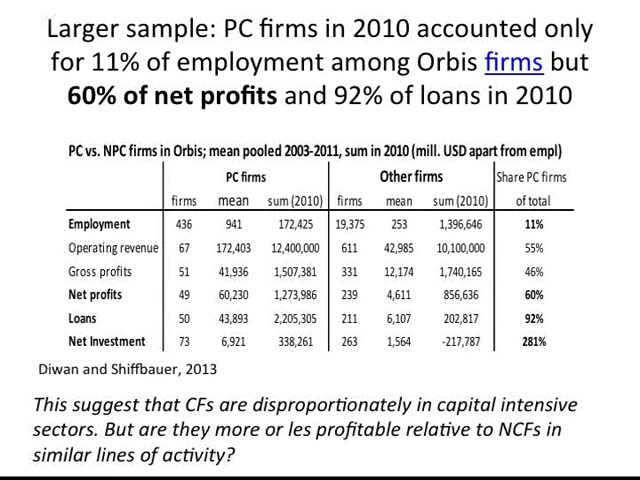 Larger sample: PC firms in 2010 accounted only
for 11% of employment among Orbis firms but
60% of net profits and 92% of loans in 2010
PC vs. NPC firms in Orbis; mean pooled 2003-2011, sum in 2010 (mill. USD apart from empl)
PC firms Other firms Share PC firms
firms mean sum (2010) firms mean sum (2010) of total
Employment 436 941 172,425 19,375 253 1,396,646 11%
Operating revenue 67 172,403 12,400,000 611 42,985 10,100,000 55%
Gross profits 51 41,936 1,507,381 331 12,174 1,740,165 46%
Net profits 49 60,230 1,273,986 239 4,611 856,636 60%
Loans 50 43,893 2,205,305 211 6,107 202,817 92%
Net Investment 73 6,921 338,261 263 1,564 -217,787 281%
Diwan and Shiffbauer, 2013
This suggest that CFs are disproportionately in capital intensive
sectors. But are they more or les profitable relative to NCFs in
similar lines of activity?